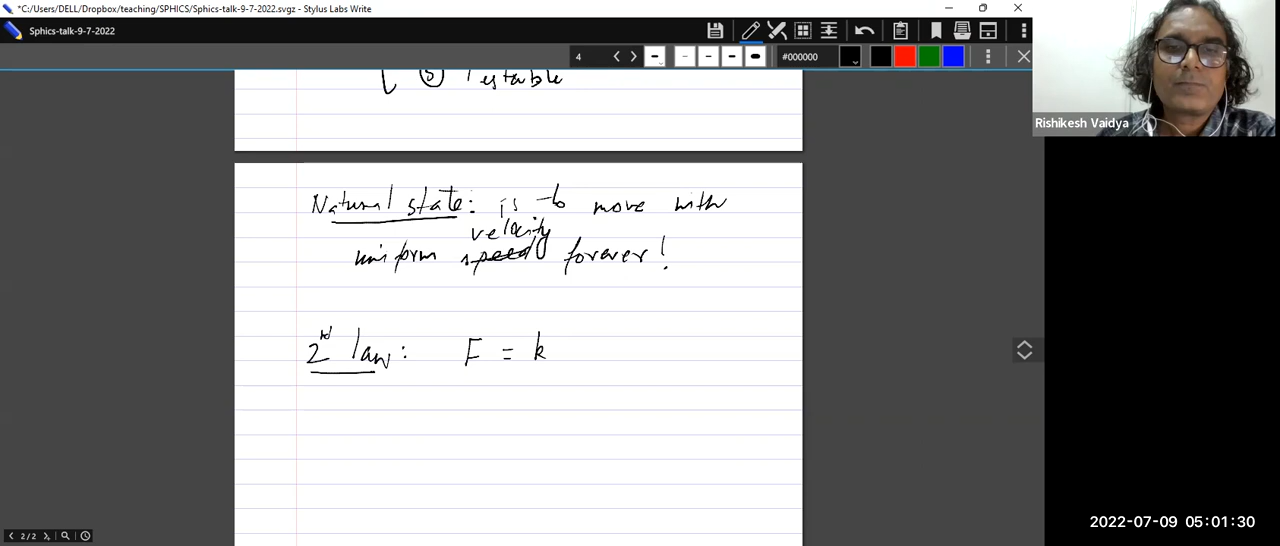 *C:/Users/DELL/Dropbox/teaching/SPHICS/Sphics-talk-9-7-2022.svgz - Stylus Labs Write
Sphics-talk-9-7-2022
4
#000000
Rishikesh Vaidya
⑤ Testable
Natural state: is to move with
velocity
uniform speed forever!
2nd law: F = k
2/2
2022-07-09 05:01:30